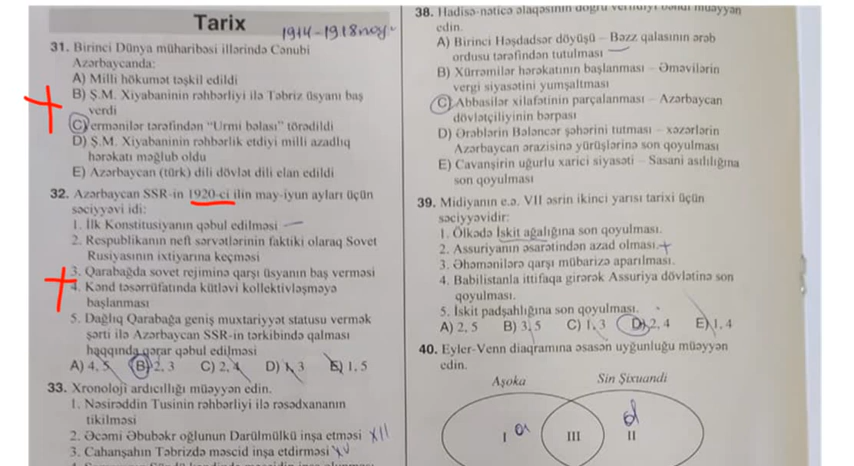 Tarix
1914-1918
31. Birinci Dünya müharibəsi illərində Cənubi
Azərbaycanda:
A) Milli hökumət təşkil edildi
B) Ş.M. Xiyabaninin rəhbərliyi ilə Təbriz üsyanı baş
verdi
C) ermənilər tərəfindən "Urmi bəlası" törədildi
D) Ş.M. Xiyabaninin rəhbərlik etdiyi milli azadlıq
hərəkatı məğlub oldu
E) Azərbaycan (türk) dili dövlət dili elan edildi
32. Azərbaycan SSR-in 1920-ci ilin may-iyun ayları üçün
səciyyəvi idi:
1. İlk Konstitusiyanın qəbul edilməsi
2. Respublikanın neft sərvətlərinin faktiki olaraq Sovet
Rusiyasının ixtiyarına keçməsi
3. Qarabağda sovet rejiminə qarşı üsyanın baş verməsi
4. Kənd təsərrüfatında kütləvi kollektivləşməyə
başlanması
5. Dağlıq Qarabağa geniş muxtariyyət statusu vermək
şərti ilə Azərbaycan SSR-in tərkibində qalması
haqqında qərar qəbul edilməsi
A) 4, 5 B) 2, 3 C) 2, 4 D) 1, 3 E) 1, 5
33. Xronoloji ardıcıllığı müəyyən edin.
1. Nəsirəddin Tusinin rəhbərliyi ilə rəsədxananın
tikilməsi
2. Əcəmi Əbubəkr oğlunun Darülmülkü inşa etməsi XII
3. Cahanşahın Təbrizdə məscid inşa etdirməsi XV
38. Hadisə-nəticə əlaqəsinin doğru verildiyi bəndi müəyyən
edin.
A) Birinci Həşdadsər döyüşü – Bəzz qalasının ərəb
ordusu tərəfindən tutulması
B) Xürrəmilər hərəkatının başlanması – Əməvilərin
vergi siyasətini yumşaltması
C) Abbasilər xilafətinin parçalanması – Azərbaycan
dövlətçiliyinin bərpası
D) Ərəblərin Bələncər şəhərini tutması – xəzərlərin
Azərbaycan ərazisinə yürüşlərinə son qoyulması
E) Cavanşirin uğurlu xarici siyasəti – Sasani asılılığına
son qoyulması
39. Midiyanın e.ə. VII əsrin ikinci yarısı tarixi üçün
səciyyəvidir:
1. Ölkədə İskit ağalığına son qoyulması.
2. Assuriyanın əsarətindən azad olması.
3. Əhəmənilərə qarşı mübarizə aparılması.
4. Babilistanla ittifaqa girərək Assuriya dövlətinə son
qoyulması.
5. İskit padşahlığına son qoyulması.
A) 2, 5 B) 3, 5 C) 1, 3 D) 2, 4 E) 1, 4
40. Eyler-Venn diaqramına əsasən uyğunluğu müəyyən
edin.
Aşoka Sin Şixuandi
I a III II d